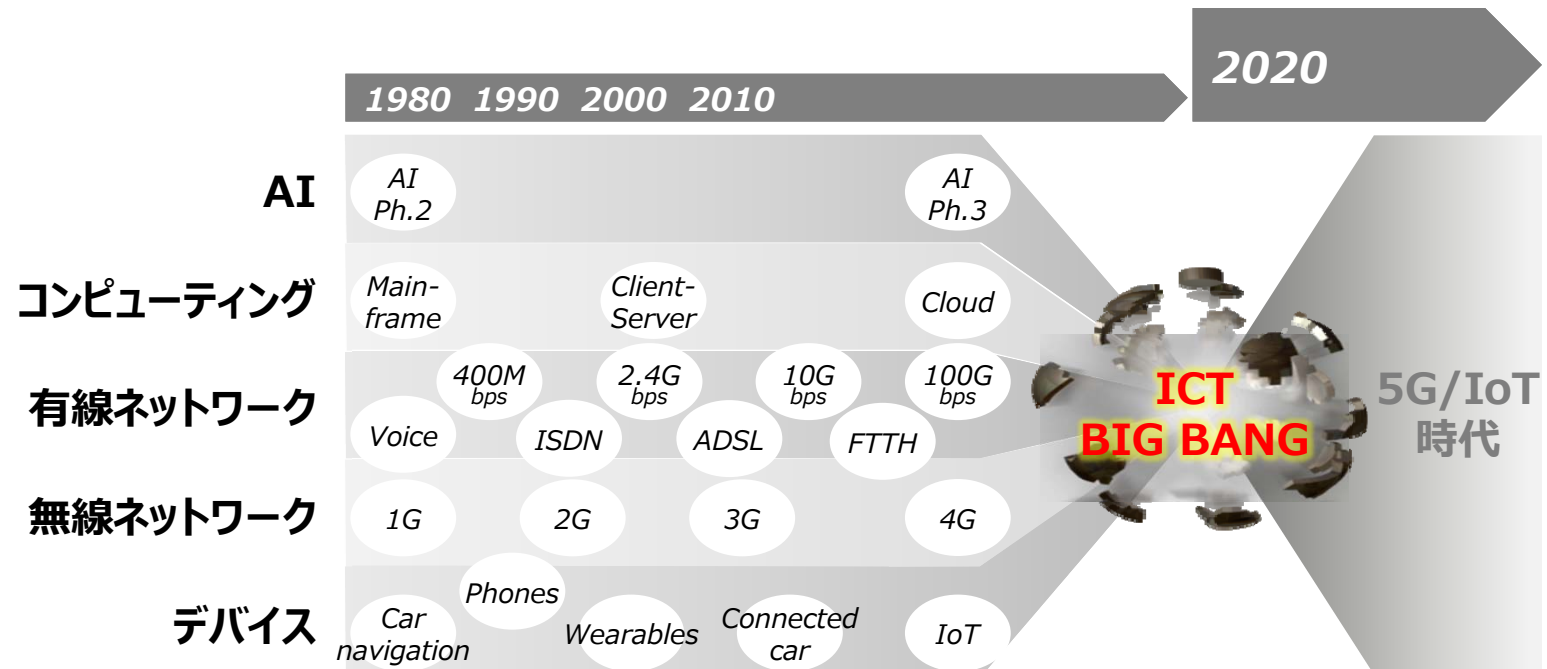 2020
1980 1990 2000 2010
AI
AI
Ph.2
AI
Ph.3
コンピューティング
Main-
frame
Client-
Server
Cloud
有線ネットワーク
400M
bps
2.4G
bps
10G
bps
100G
bps
Voice
ISDN
ADSL
FTTH
無線ネットワーク
1G
2G
3G
4G
デバイス
Car
navigation
Phones
Wearables
Connected
car
IoT
ICT
BIG BANG
5G/IoT
時代